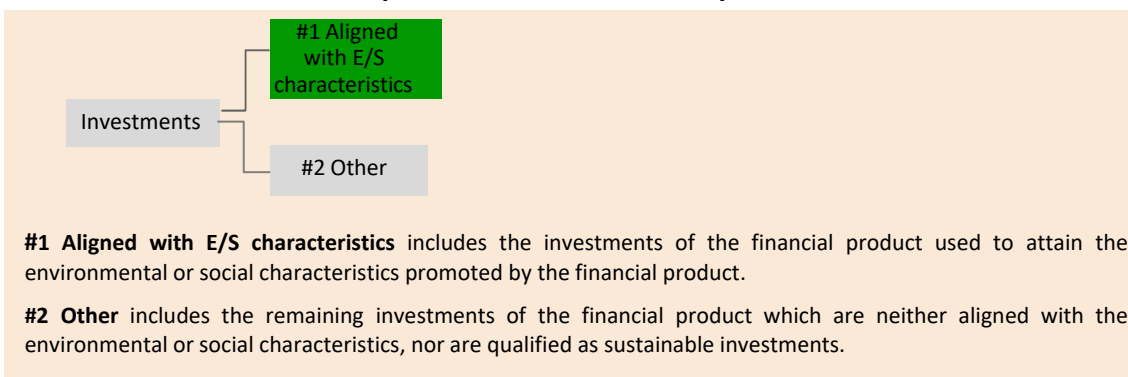 #1 Aligned
with E/S
characteristics
Investments
#2 Other
#1 Aligned with E/S characteristics includes the investments of the financial product used to attain the
environmental or social characteristics promoted by the financial product.
#2 Other includes the remaining investments of the financial product which are neither aligned with the
environmental or social characteristics, nor are qualified as sustainable investments.